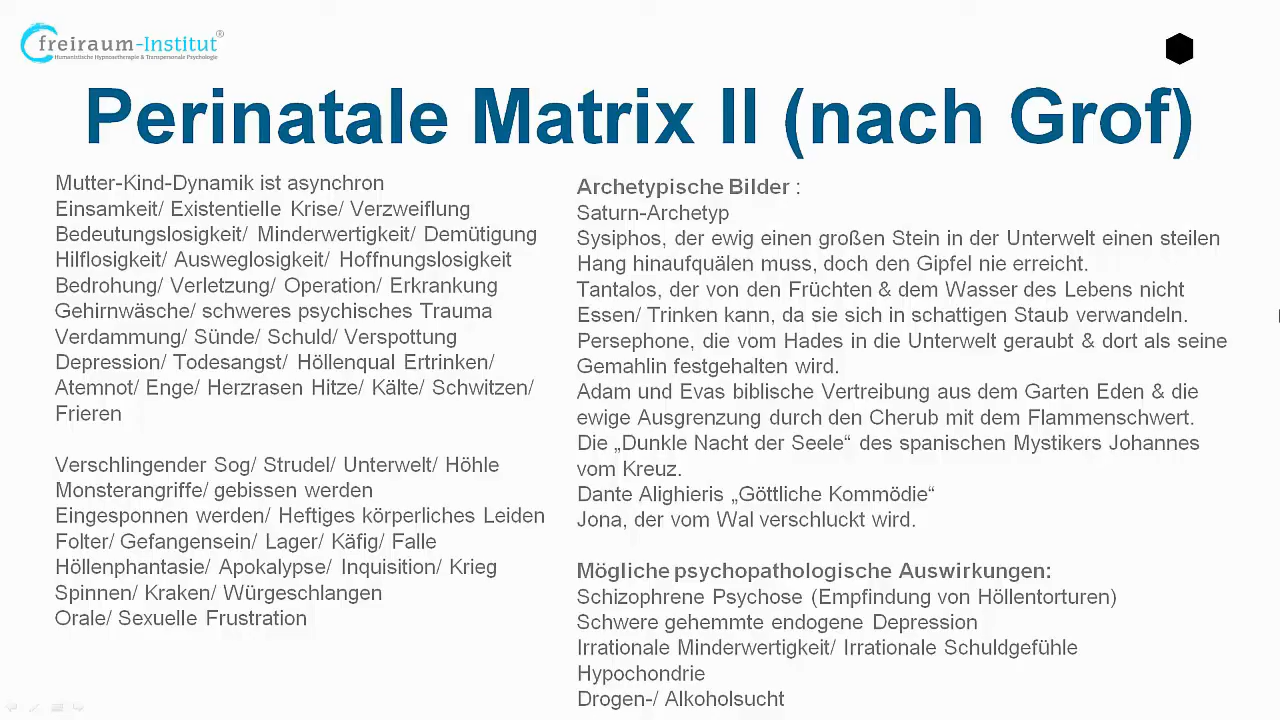 freiraum-Institut®
Humanistische Hypnosetherapie & Transpersonale Psychologie
Perinatale Matrix II (nach Grof)
Mutter-Kind-Dynamik ist asynchron
Einsamkeit/ Existentielle Krise/ Verzweiflung
Bedeutungslosigkeit/ Minderwertigkeit/ Demütigung
Hilflosigkeit/ Ausweglosigkeit/ Hoffnungslosigkeit
Bedrohung/ Verletzung/ Operation/ Erkrankung
Gehirnwäsche/ schweres psychisches Trauma
Verdammung/ Sünde/ Schuld/ Verspottung
Depression/ Todesangst/ Höllenqual Ertrinken/
Atemnot/ Enge/ Herzrasen Hitze/ Kälte/ Schwitzen/
Frieren
Verschlingender Sog/ Strudel/ Unterwelt/ Höhle
Monsterangriffe/ gebissen werden
Eingesponnen werden/ Heftiges körperliches Leiden
Folter/ Gefangensein/ Lager/ Käfig/ Falle
Höllenphantasie/ Apokalypse/ Inquisition/ Krieg
Spinnen/ Kraken/ Würgeschlangen
Orale/ Sexuelle Frustration
Archetypische Bilder :
Saturn-Archetyp
Sysiphos, der ewig einen großen Stein in der Unterwelt einen steilen
Hang hinaufquälen muss, doch den Gipfel nie erreicht.
Tantalos, der von den Früchten & dem Wasser des Lebens nicht
Essen/ Trinken kann, da sie sich in schattigen Staub verwandeln.
Persephone, die vom Hades in die Unterwelt geraubt & dort als seine
Gemahlin festgehalten wird.
Adam und Evas biblische Vertreibung aus dem Garten Eden & die
ewige Ausgrenzung durch den Cherub mit dem Flammenschwert.
Die „Dunkle Nacht der Seele“ des spanischen Mystikers Johannes
vom Kreuz.
Dante Alighieris „Göttliche Kommödie“
Jona, der vom Wal verschluckt wird.
Mögliche psychopathologische Auswirkungen:
Schizophrene Psychose (Empfindung von Höllentorturen)
Schwere gehemmte endogene Depression
Irrationale Minderwertigkeit/ Irrationale Schuldgefühle
Hypochondrie
Drogen-/ Alkoholsucht